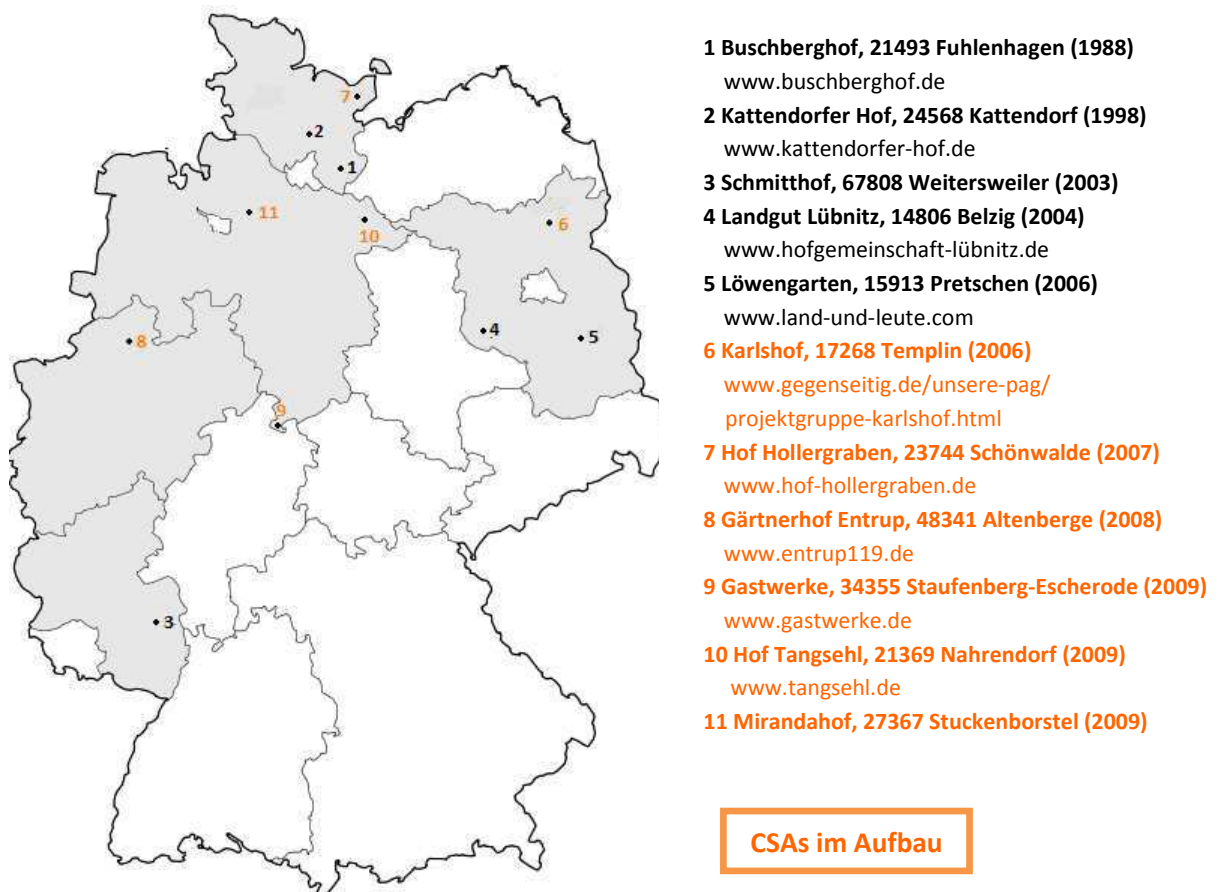 7
2
1
11
10
6
4
5
8
9
3
1 Buschberghof, 21493 Fuhlenhagen (1988)
www.buschberghof.de
2 Kattendorfer Hof, 24568 Kattendorf (1998)
www.kattendorfer-hof.de
3 Schmitthof, 67808 Weitersweiler (2003)
4 Landgut Lübnitz, 14806 Belzig (2004)
www.hofgemeinschaft-lübnitz.de
5 Löwengarten, 15913 Pretschen (2006)
www.land-und-leute.com
6 Karlshof, 17268 Templin (2006)
www.gegenseitig.de/unsere-pag/
projektgruppe-karlshof.html
7 Hof Hollergraben, 23744 Schönwalde (2007)
www.hof-hollergraben.de
8 Gärtnerhof Entrup, 48341 Altenberge (2008)
www.entrup119.de
9 Gastwerke, 34355 Staufenberg-Escherode (2009)
www.gastwerke.de
10 Hof Tangsehl, 21369 Nahrendorf (2009)
www.tangsehl.de
11 Mirandahof, 27367 Stuckenborstel (2009)
CSAs im Aufbau